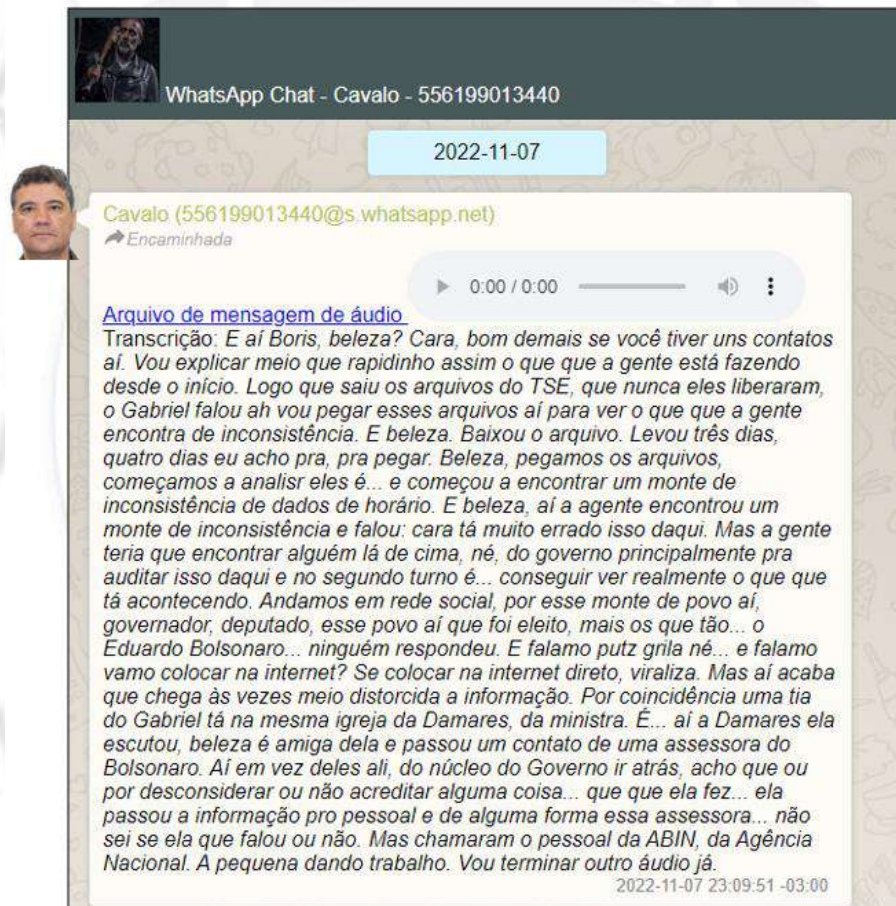 WhatsApp Chat - Cavalo - 556199013440
2022-11-07
Cavalo (556199013440@s.whatsapp.net)
Encaminhada
0:00 / 0:00
Arquivo de mensagem de áudio
Transcrição: E aí Boris, beleza? Cara, bom demais se você tiver uns contatos
aí. Vou explicar meio que rapidinho assim o que que a gente está fazendo
desde o início. Logo que saiu os arquivos do TSE, que nunca eles liberaram,
o Gabriel falou ah vou pegar esses arquivos aí para ver o que que a gente
encontra de inconsistência. E beleza. Baixou o arquivo. Levou três dias,
quatro dias eu acho pra, pra pegar. Beleza, pegamos os arquivos,
começamos a analisr eles é... e começou a encontrar um monte de
inconsistência de dados de horário. E beleza, aí a agente encontrou um
monte de inconsistência e falou: cara tá muito errado isso daqui. Mas a gente
teria que encontrar alguém lá de cima, né, do governo principalmente pra
auditar isso daqui e no segundo turno é... conseguir ver realmente o que que
tá acontecendo. Andamos em rede social, por esse monte de povo aí,
governador, deputado, esse povo aí que foi eleito, mais os que tão... o
Eduardo Bolsonaro... ninguém respondeu. E falamo putz grila né... e falamo
vamo colocar na internet? Se colocar na internet direto, viraliza. Mas aí acaba
que chega às vezes meio distorcida a informação. Por coincidência uma tia
do Gabriel tá na mesma igreja da Damares, da ministra. É... aí a Damares ela
escutou, beleza é amiga dela e passou um contato de uma assessora do
Bolsonaro. Aí em vez deles ali, do núcleo do Governo ir atrás, acho que ou
por desconsiderar ou não acreditar alguma coisa... que que ela fez... ela
passou a informação pro pessoal e de alguma forma essa assessora... não
sei se ela que falou ou não. Mas chamaram o pessoal da ABIN, da Agência
Nacional. A pequena dando trabalho. Vou terminar outro áudio já.
2022-11-07 23:09:51 -03:00